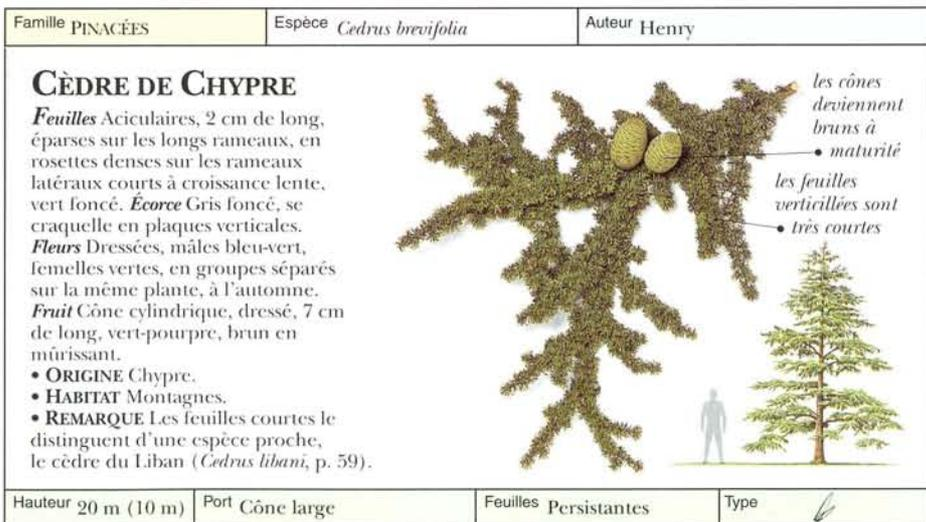 Famille PINACÉES
Espèce Cedrus brevifolia
Auteur Henry
CÈDRE DE CHYPRE
Feuilles Aciculaires, 2 cm de long,
éparses sur les longs rameaux, en
rosettes denses sur les rameaux
latéraux courts à croissance lente,
vert foncé. Écorce Gris foncé, se
craquelle en plaques verticales.
Fleurs Dressées, mâles bleu-vert,
femelles vertes, en groupes séparés
sur la même plante, à l'automne.
Fruit Cône cylindrique, dressé, 7 cm
de long, vert-pourpre, brun en
mûrissant.
• ORIGINE Chypre.
• HABITAT Montagnes.
• REMARQUE Les feuilles courtes le
distinguent d'une espèce proche,
le cèdre du Liban (Cedrus libani, p. 59).
les cônes
deviennent
bruns à
• maturité
les feuilles
verticillées sont
• très courtes
Hauteur 20 m (10 m)
Port Cône large
Feuilles Persistantes
Type